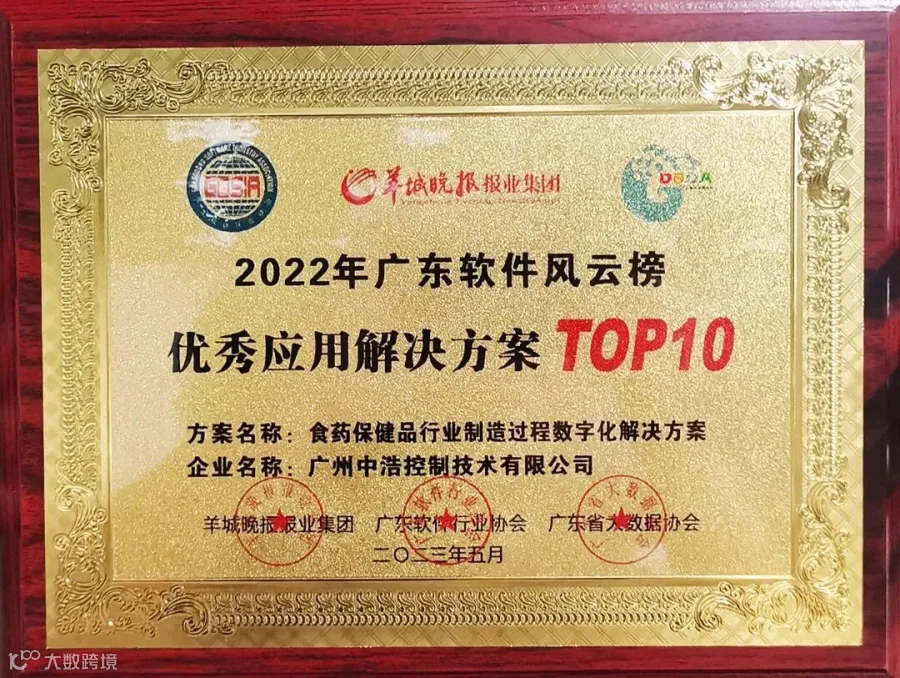 GDSIA
羊城晚报报业集团
DSDA
2022年广东软件风云榜
优秀应用解决方案 TOP10
方案名称：食药保健品行业制造过程数字化解决方案
企业名称：广州中浩控制技术有限公司
羊城晚报报业集团 广东软件行业协会 广东省大数据协会
二〇二三年五月
大数跨境